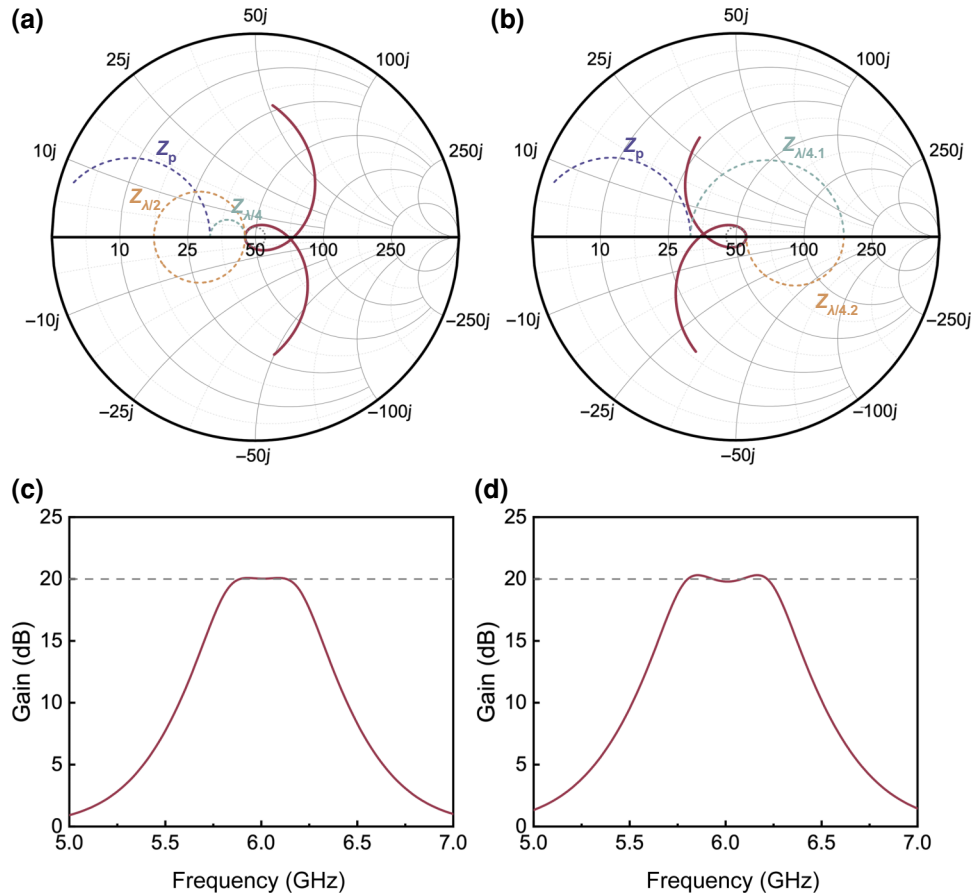 (a)
50j
25j
100j
10j
250j
Zp
Zλ/2
Zλ/4
10 25 50 100 250
−10j
−250j
−25j
−100j
−50j
(b)
50j
25j
100j
10j
250j
Zp
Zλ/4.1
10 25 50 100 250
Zλ/4.2
−10j
−250j
−25j
−100j
−50j
(c)
25
20
15
10
5
0
Gain (dB)
5.0 5.5 6.0 6.5 7.0
Frequency (GHz)
(d)
25
20
15
10
5
0
Gain (dB)
5.0 5.5 6.0 6.5 7.0
Frequency (GHz)